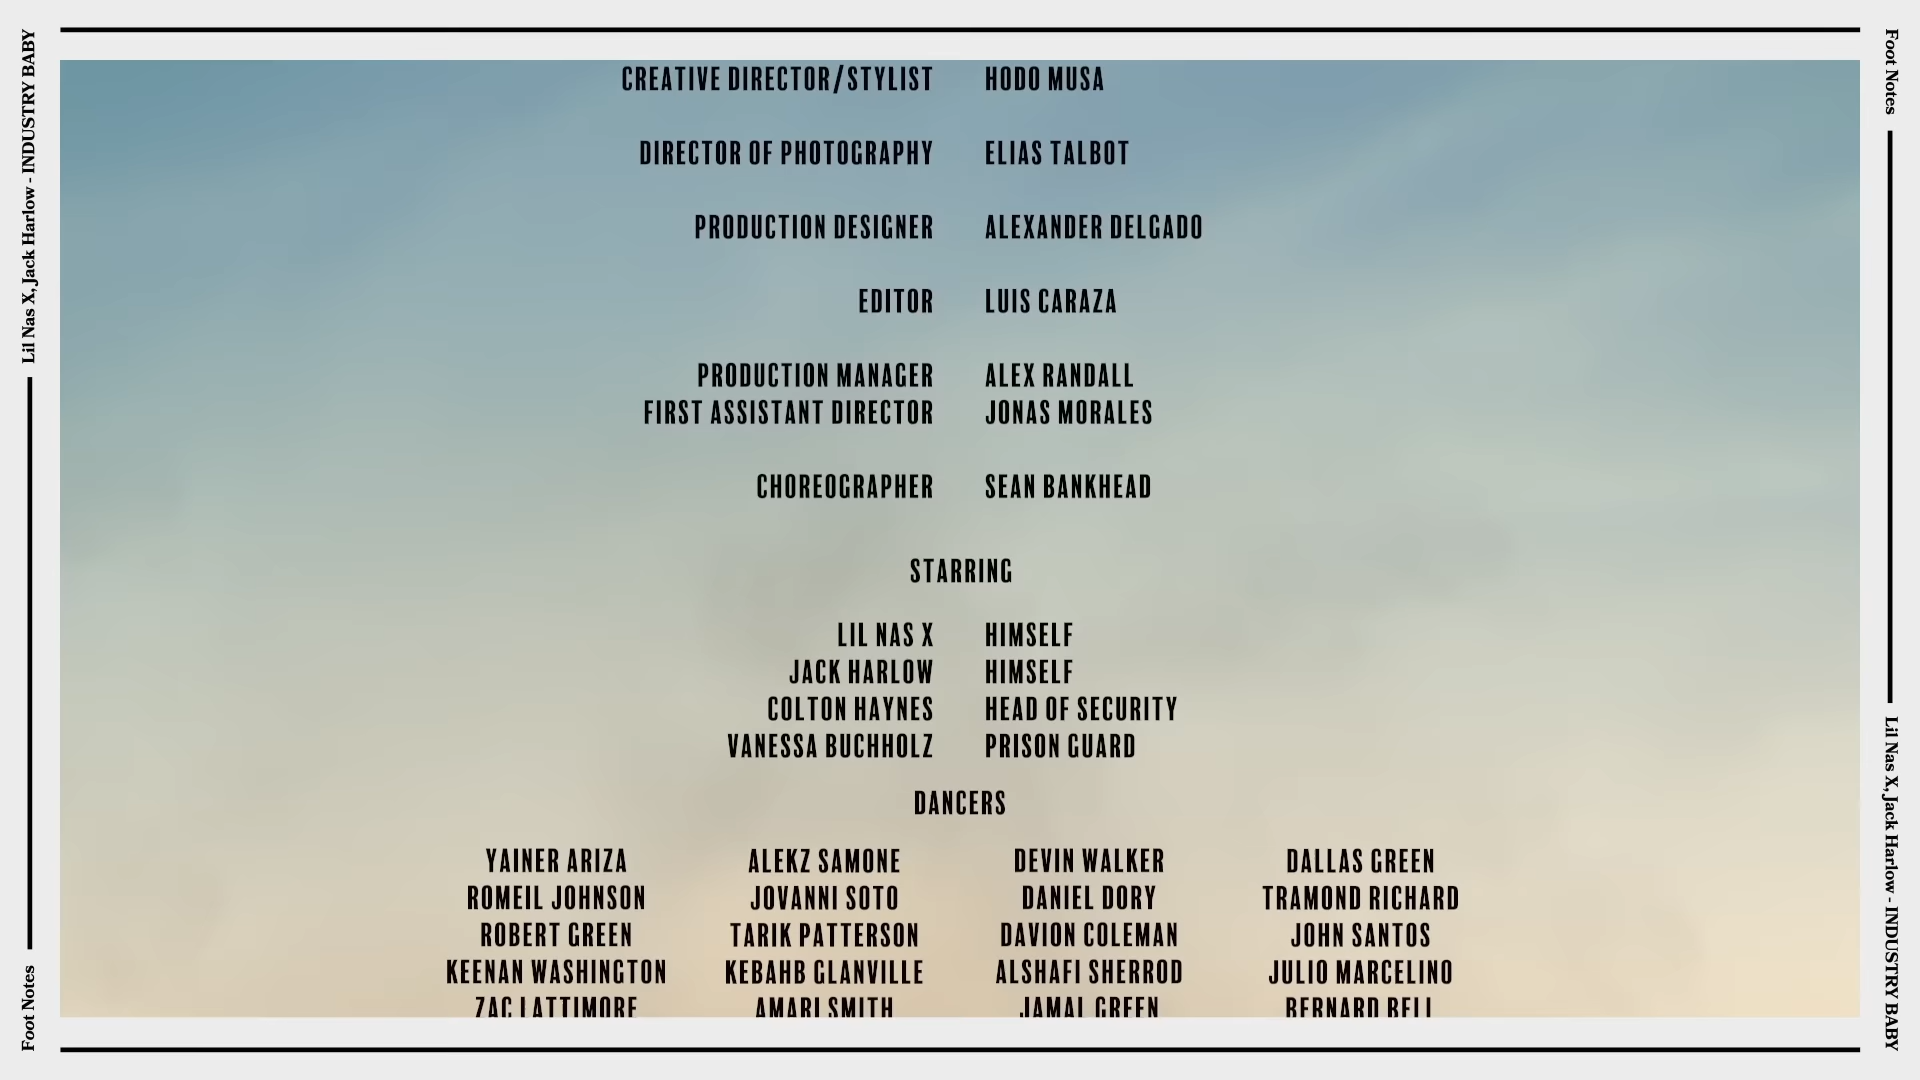 Lil Nas X, Jack Harlow - INDUSTRY BABY
Foot Notes
CREATIVE DIRECTOR/STYLIST HODO MUSA
DIRECTOR OF PHOTOGRAPHY ELIAS TALBOT
PRODUCTION DESIGNER ALEXANDER DELGADO
EDITOR LUIS CARAZA
PRODUCTION MANAGER ALEX RANDALL
FIRST ASSISTANT DIRECTOR JONAS MORALES
CHOREOGRAPHER SEAN BANKHEAD
STARRING
LIL NAS X HIMSELF
JACK HARLOW HIMSELF
COLTON HAYNES HEAD OF SECURITY
VANESSA BUCHHOLZ PRISON GUARD
DANCERS
YAINER ARIZA ALEKZ SAMONE DEVIN WALKER DALLAS GREEN
ROMEIL JOHNSON JOVANNI SOTO DANIEL DORY TRAMOND RICHARD
ROBERT GREEN TARIK PATTERSON DAVION COLEMAN JOHN SANTOS
KEENAN WASHINGTON KEBAHB GLANVILLE ALSHAFI SHERROD JULIO MARCELINO
ZAC LATTIMORE AMARI SMITH JAMAL GREEN BERNARD BELL
Foot Notes
Lil Nas X, Jack Harlow - INDUSTRY BABY